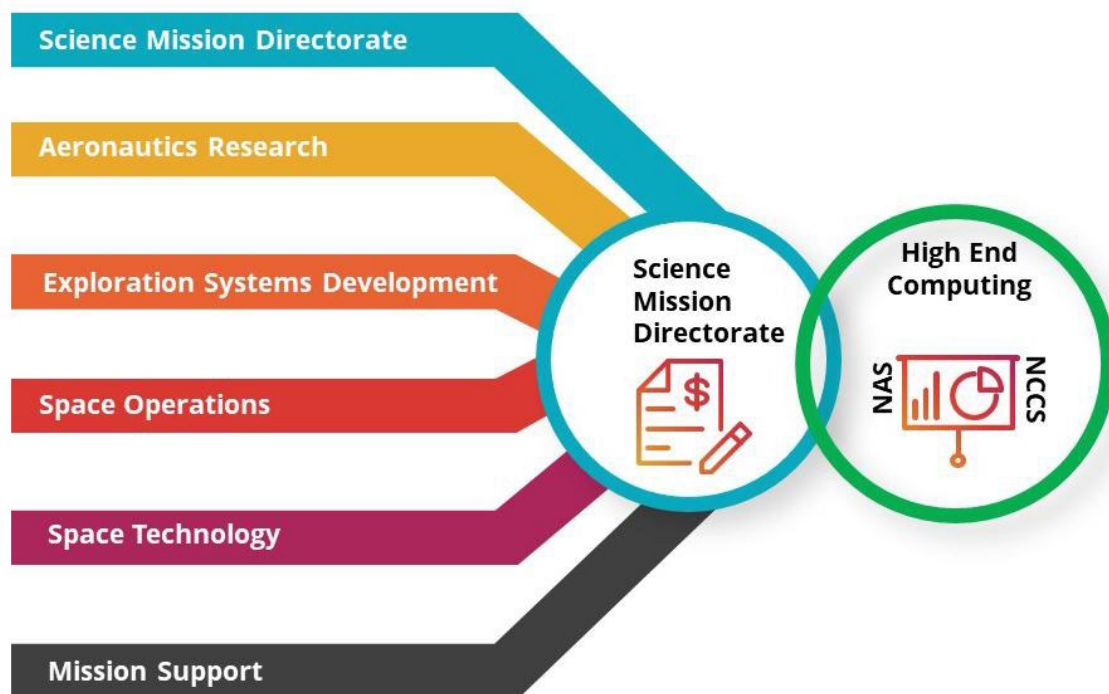 Science Mission Directorate
Aeronautics Research
Exploration Systems Development
Space Operations
Space Technology
Mission Support
Science
Mission
Directorate
$
High End
Computing
NAS
NCCS